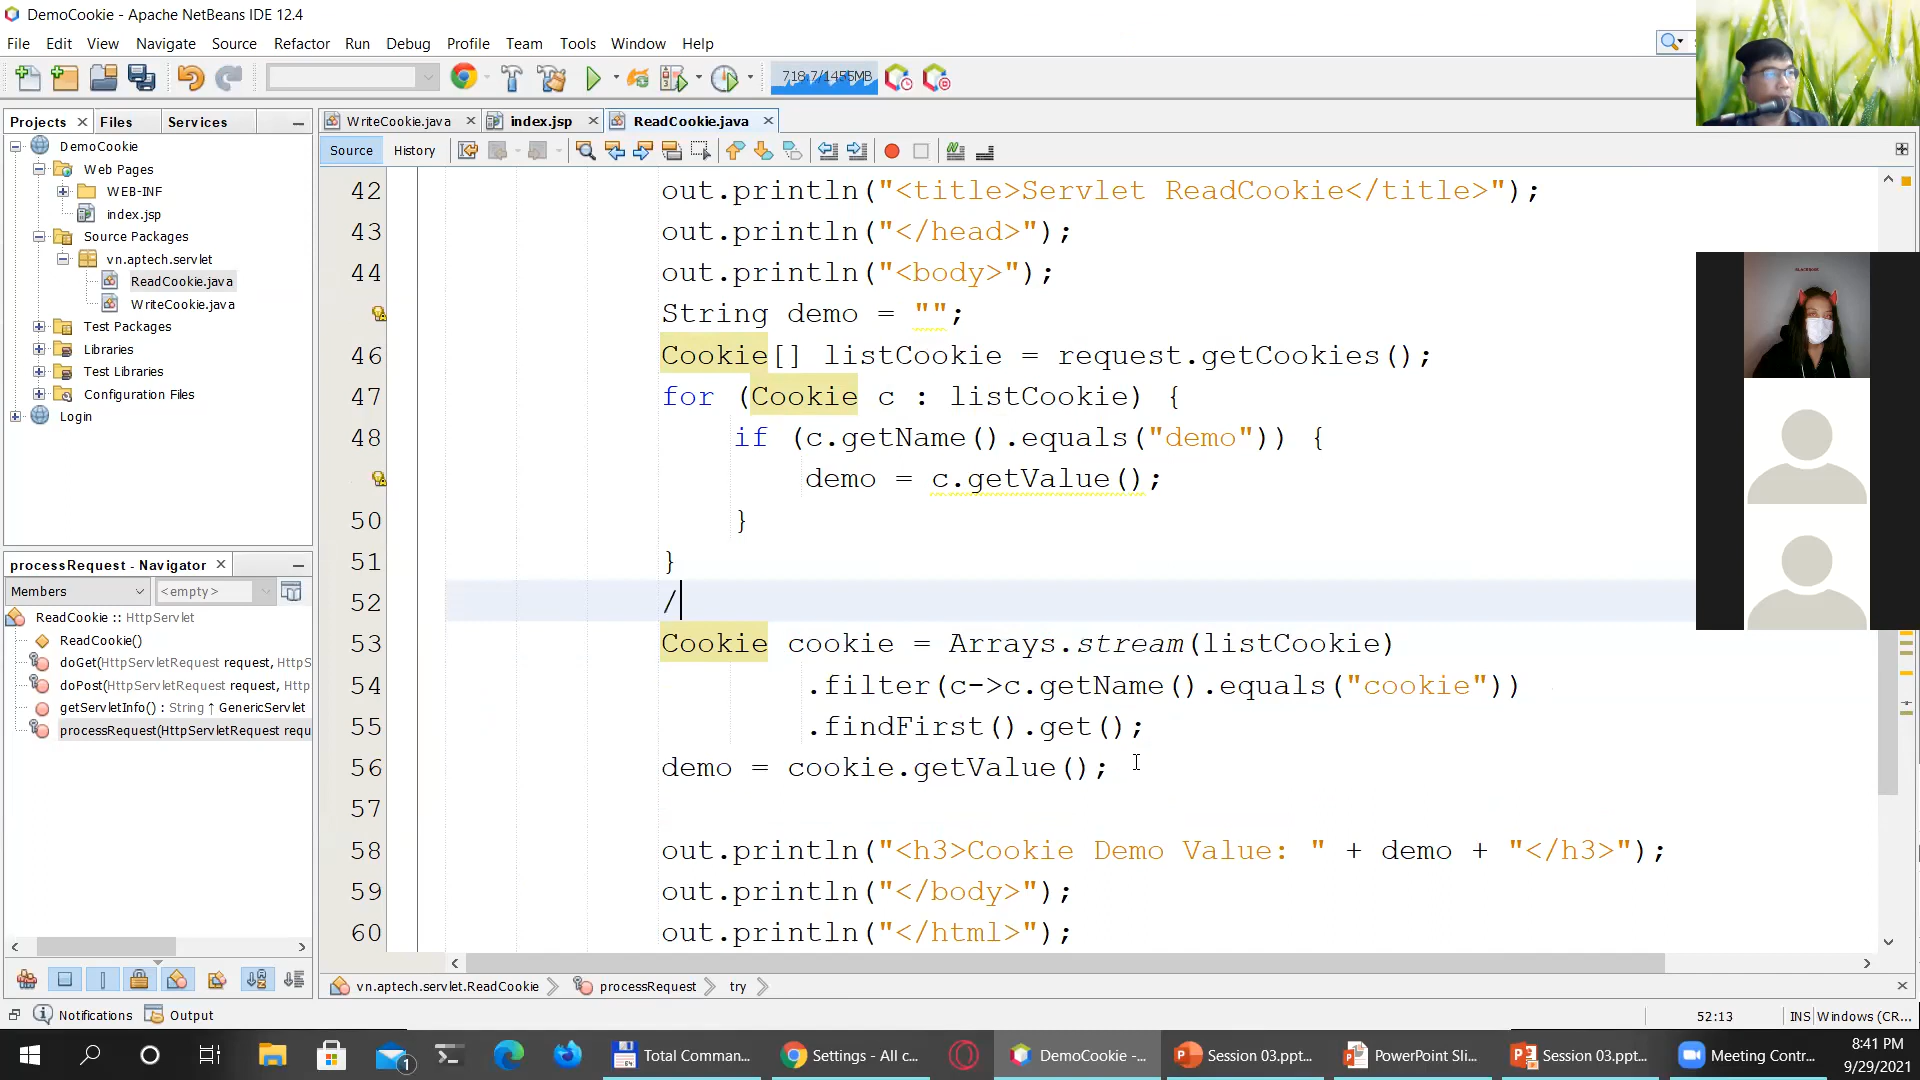 DemoCookie - Apache NetBeans IDE 12.4
File Edit View Navigate Source Refactor Run Debug Profile Team Tools Window Help
718.7/1455MB
Projects Files Services
WriteCookie.java index.jsp ReadCookie.java
Source History
DemoCookie
Web Pages
WEB-INF
index.jsp
Source Packages
vn.aptech.servlet
ReadCookie.java
WriteCookie.java
Test Packages
Libraries
Test Libraries
Configuration Files
Login
42 out.println("<title>Servlet ReadCookie</title>");
43 out.println("</head>");
44 out.println("<body>");
String demo = "";
46 Cookie[] listCookie = request.getCookies();
47 for (Cookie c : listCookie) {
48 if (c.getName().equals("demo")) {
demo = c.getValue();
50 }
51 }
52 /
53 Cookie cookie = Arrays.stream(listCookie)
54 .filter(c->c.getName().equals("cookie"))
55 .findFirst().get();
56 demo = cookie.getValue();
57
58 out.println("<h3>Cookie Demo Value: " + demo + "</h3>");
59 out.println("</body>");
60 out.println("</html>");
processRequest - Navigator
Members <empty>
ReadCookie :: HttpServlet
ReadCookie()
doGet(HttpServletRequest request, HttpS
doPost(HttpServletRequest request, Http
getServletInfo() : String ↑ GenericServlet
processRequest(HttpServletRequest requ
vn.aptech.servlet.ReadCookie processRequest try
Notifications Output
52:13 INS Windows (CR...
1 Total Comman... Settings - All c... DemoCookie -... Session 03.ppt... PowerPoint Sli... Session 03.ppt... Meeting Contr...
8:41 PM
9/29/2021